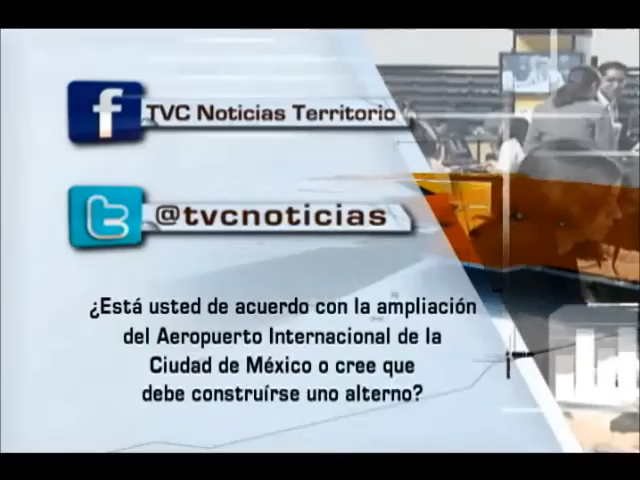 TVC Noticias Territorio
@tvcnoticias
¿Está usted de acuerdo con la ampliación
del Aeropuerto Internacional de la
Ciudad de México o cree que
debe construírse uno alterno?